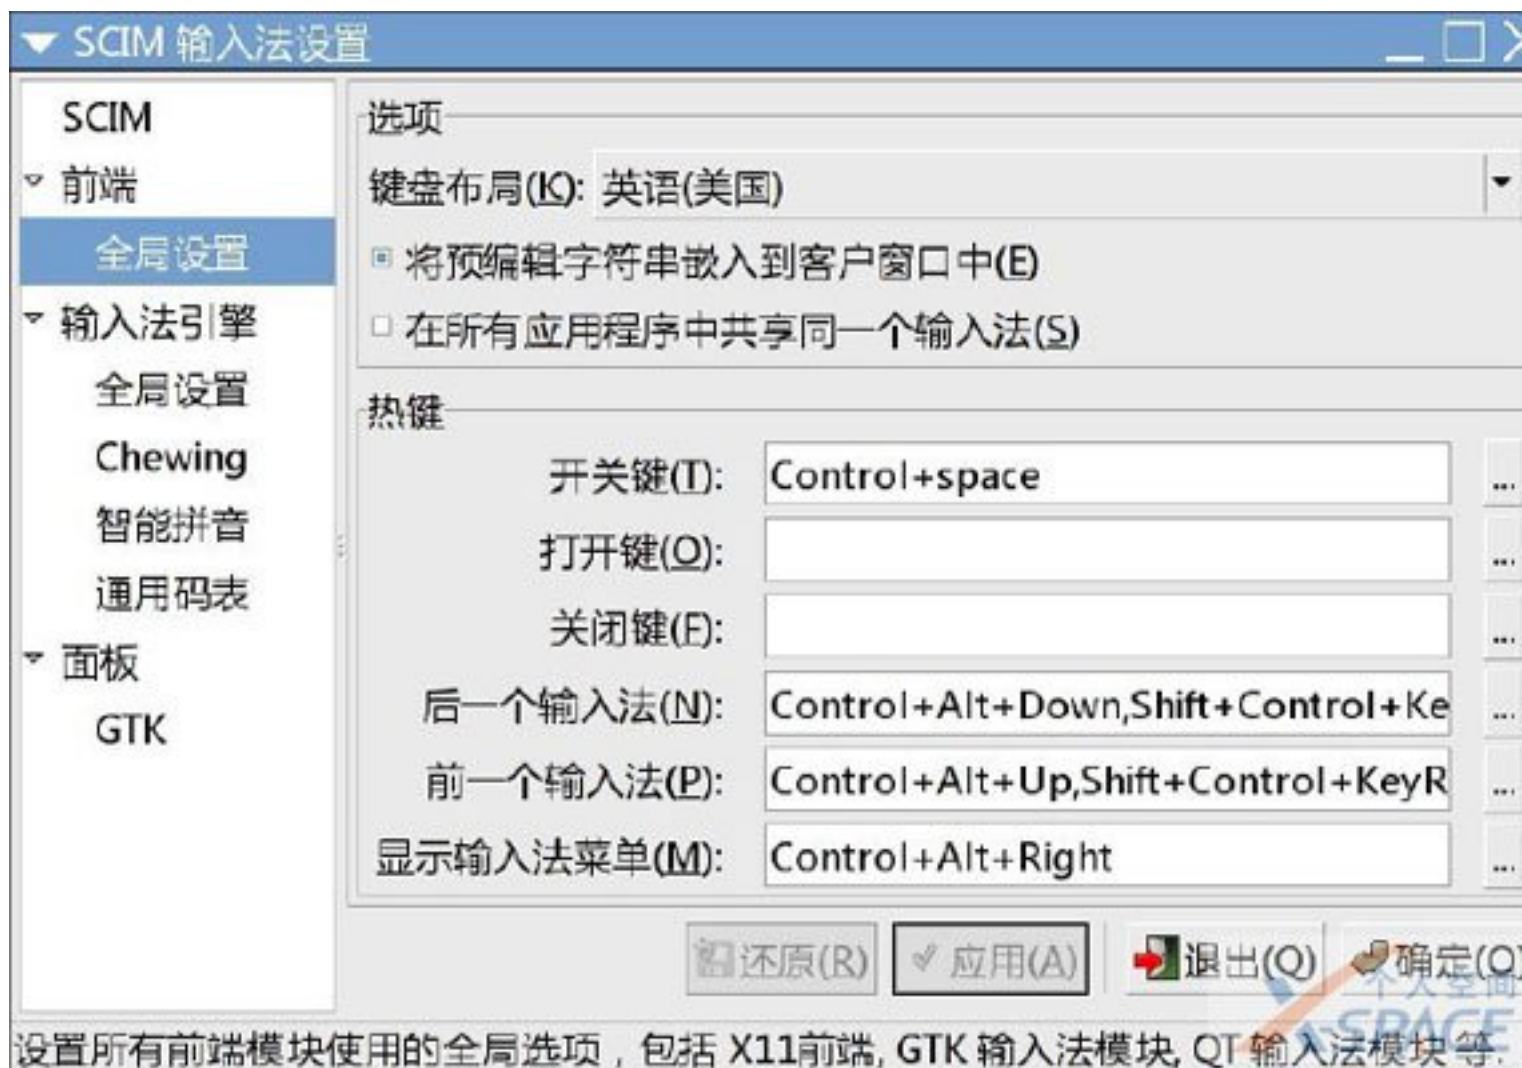 SCIM 输入法设置
SCIM
前端
全局设置
输入法引擎
全局设置
Chewing
智能拼音
通用码表
面板
GTK
选项
键盘布局(K): 英语(美国)
将预编辑字符串嵌入到客户窗口中(E)
在所有应用程序中共享同一个输入法(S)
热键
开关键(T): Control+space ...
打开键(O): ...
关闭键(F): ...
后一个输入法(N): Control+Alt+Down,Shift+Control+Ke ...
前一个输入法(P): Control+Alt+Up,Shift+Control+KeyR ...
显示输入法菜单(M): Control+Alt+Right ...
还原(R) 应用(A) 退出(Q) 确定(O)
个人空间
SPACE
设置所有前端模块使用的全局选项，包括 X11前端, GTK 输入法模块, QT 输入法模块 等.